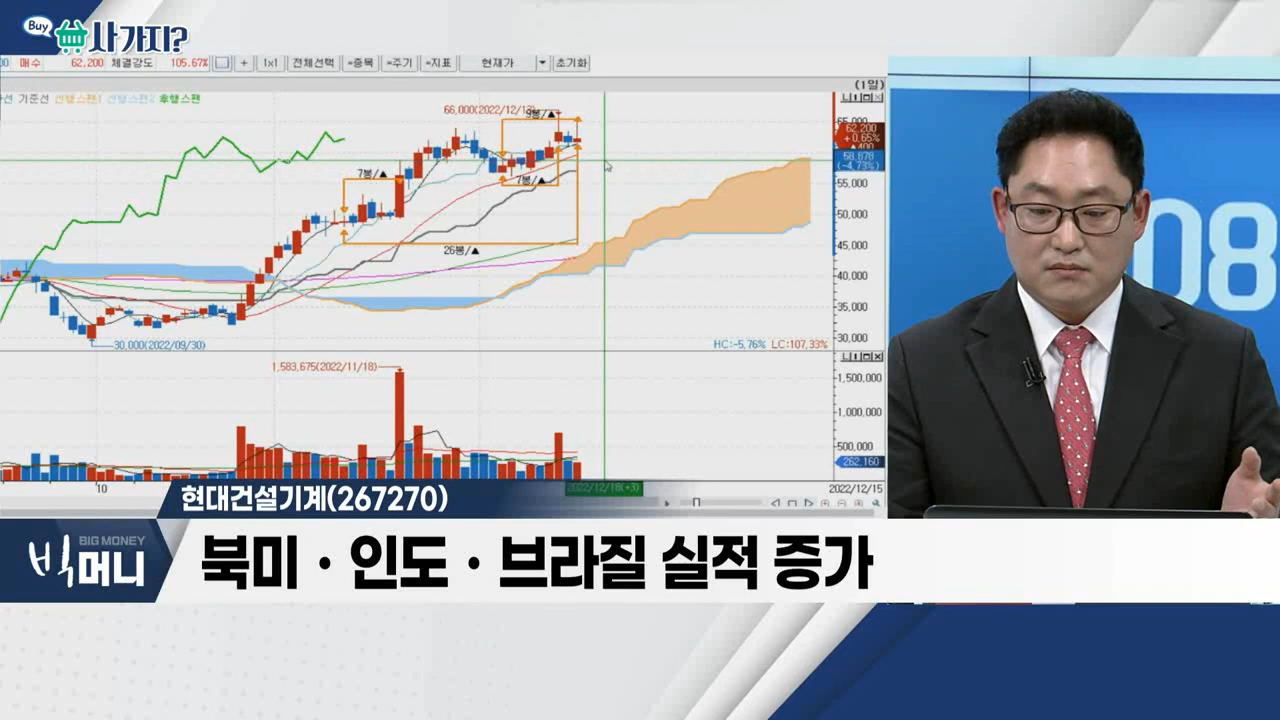 Buy 사가지?
00 매수 62,200 체결강도 105.67% + 1x1 전체선택 =종목 =주기 =지표 현재가 초기화
기준선 선행스팬1 선행스팬2 후행스팬
(1일)
66,000(2022/12/13)
9봉/▲
7봉/▲
7봉/▲
26봉/▲
30,000(2022/09/30)
HC:-5,76% LC:107,33%
65,000
62,200
+0,65%
▲400
58,878
(-4,73%)
55,000
50,000
45,000
40,000
35,000
30,000
1,583,675(2022/11/18)
1,500,000
1,000,000
500,000
262,160
10
2022/12/18(+3)
2022/12/15
08
현대건설기계(267270)
BIG MONEY
빅머니
북미·인도·브라질 실적 증가